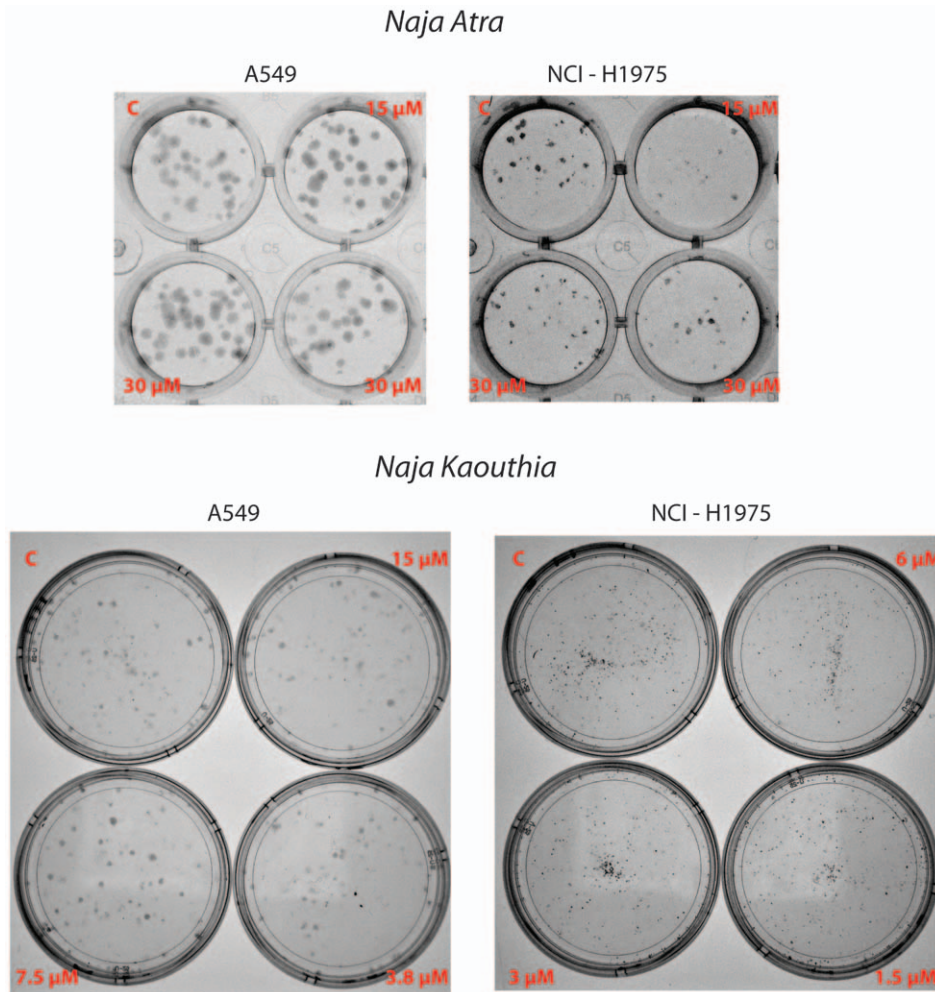 Naja Atra
A549
NCI - H1975
C
15 µM
C
15 µM
C5
C5
30 µM
30 µM
30 µM
30 µM
D5
D5
Naja Kaouthia
A549
NCI - H1975
C
15 µM
C
6 µM
7.5 µM
3.8 µM
3 µM
1.5 µM